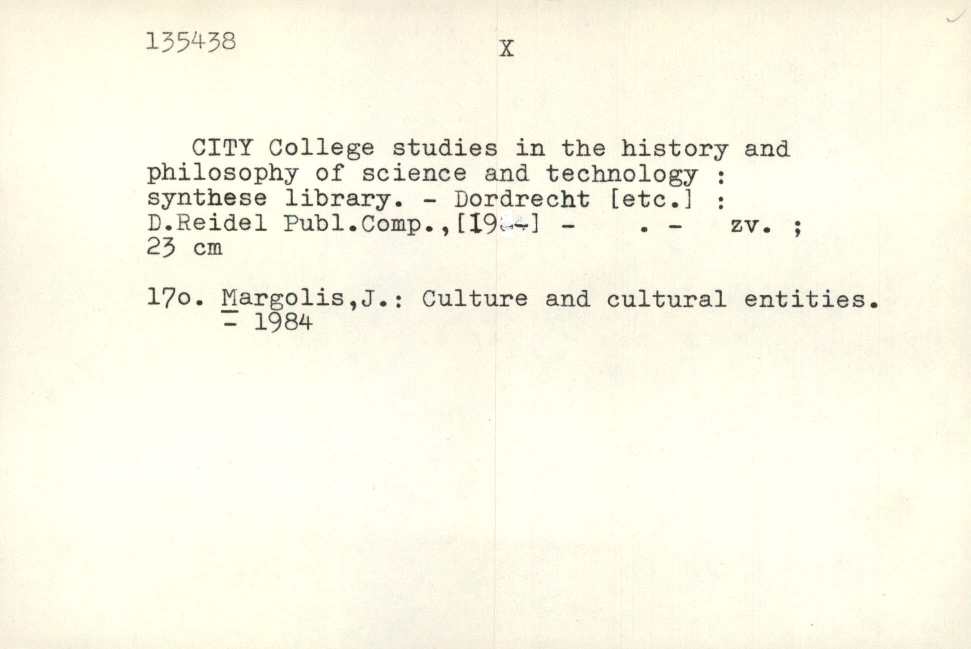 135438
X
CITY College studies in the history and
philosophy of science and technology :
synthese library. - Dordrecht [etc.] :
D.Reidel Publ.Comp., - . - zv. ;
23 cm
17o. Margolis,J.: Culture and cultural entities.
- 1984